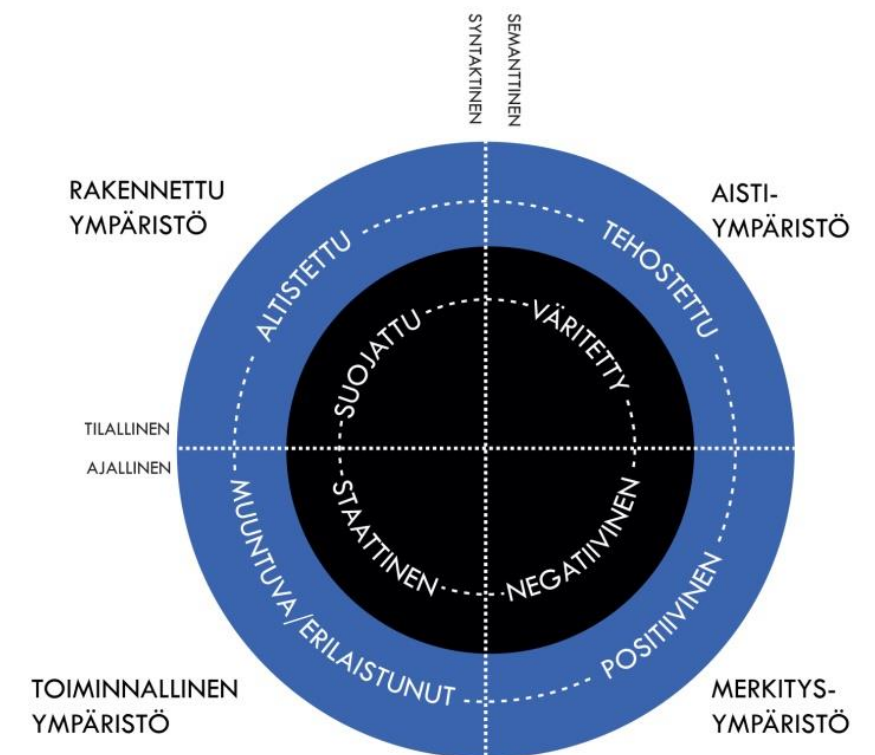 SYNTAKTINEN
SEMANTTINEN
RAKENNETTU
YMPÄRISTÖ
AISTI-
YMPÄRISTÖ
ALTISTETTU
TEHOSTETTU
SUOJATTU
VÄRITETTY
TILALLINEN
AJALLINEN
STAATTINEN
NEGATIIVINEN
MUUNTUVA/ERILAISTUNUT
POSITIIVINEN
TOIMINNALLINEN
YMPÄRISTÖ
MERKITYS-
YMPÄRISTÖ